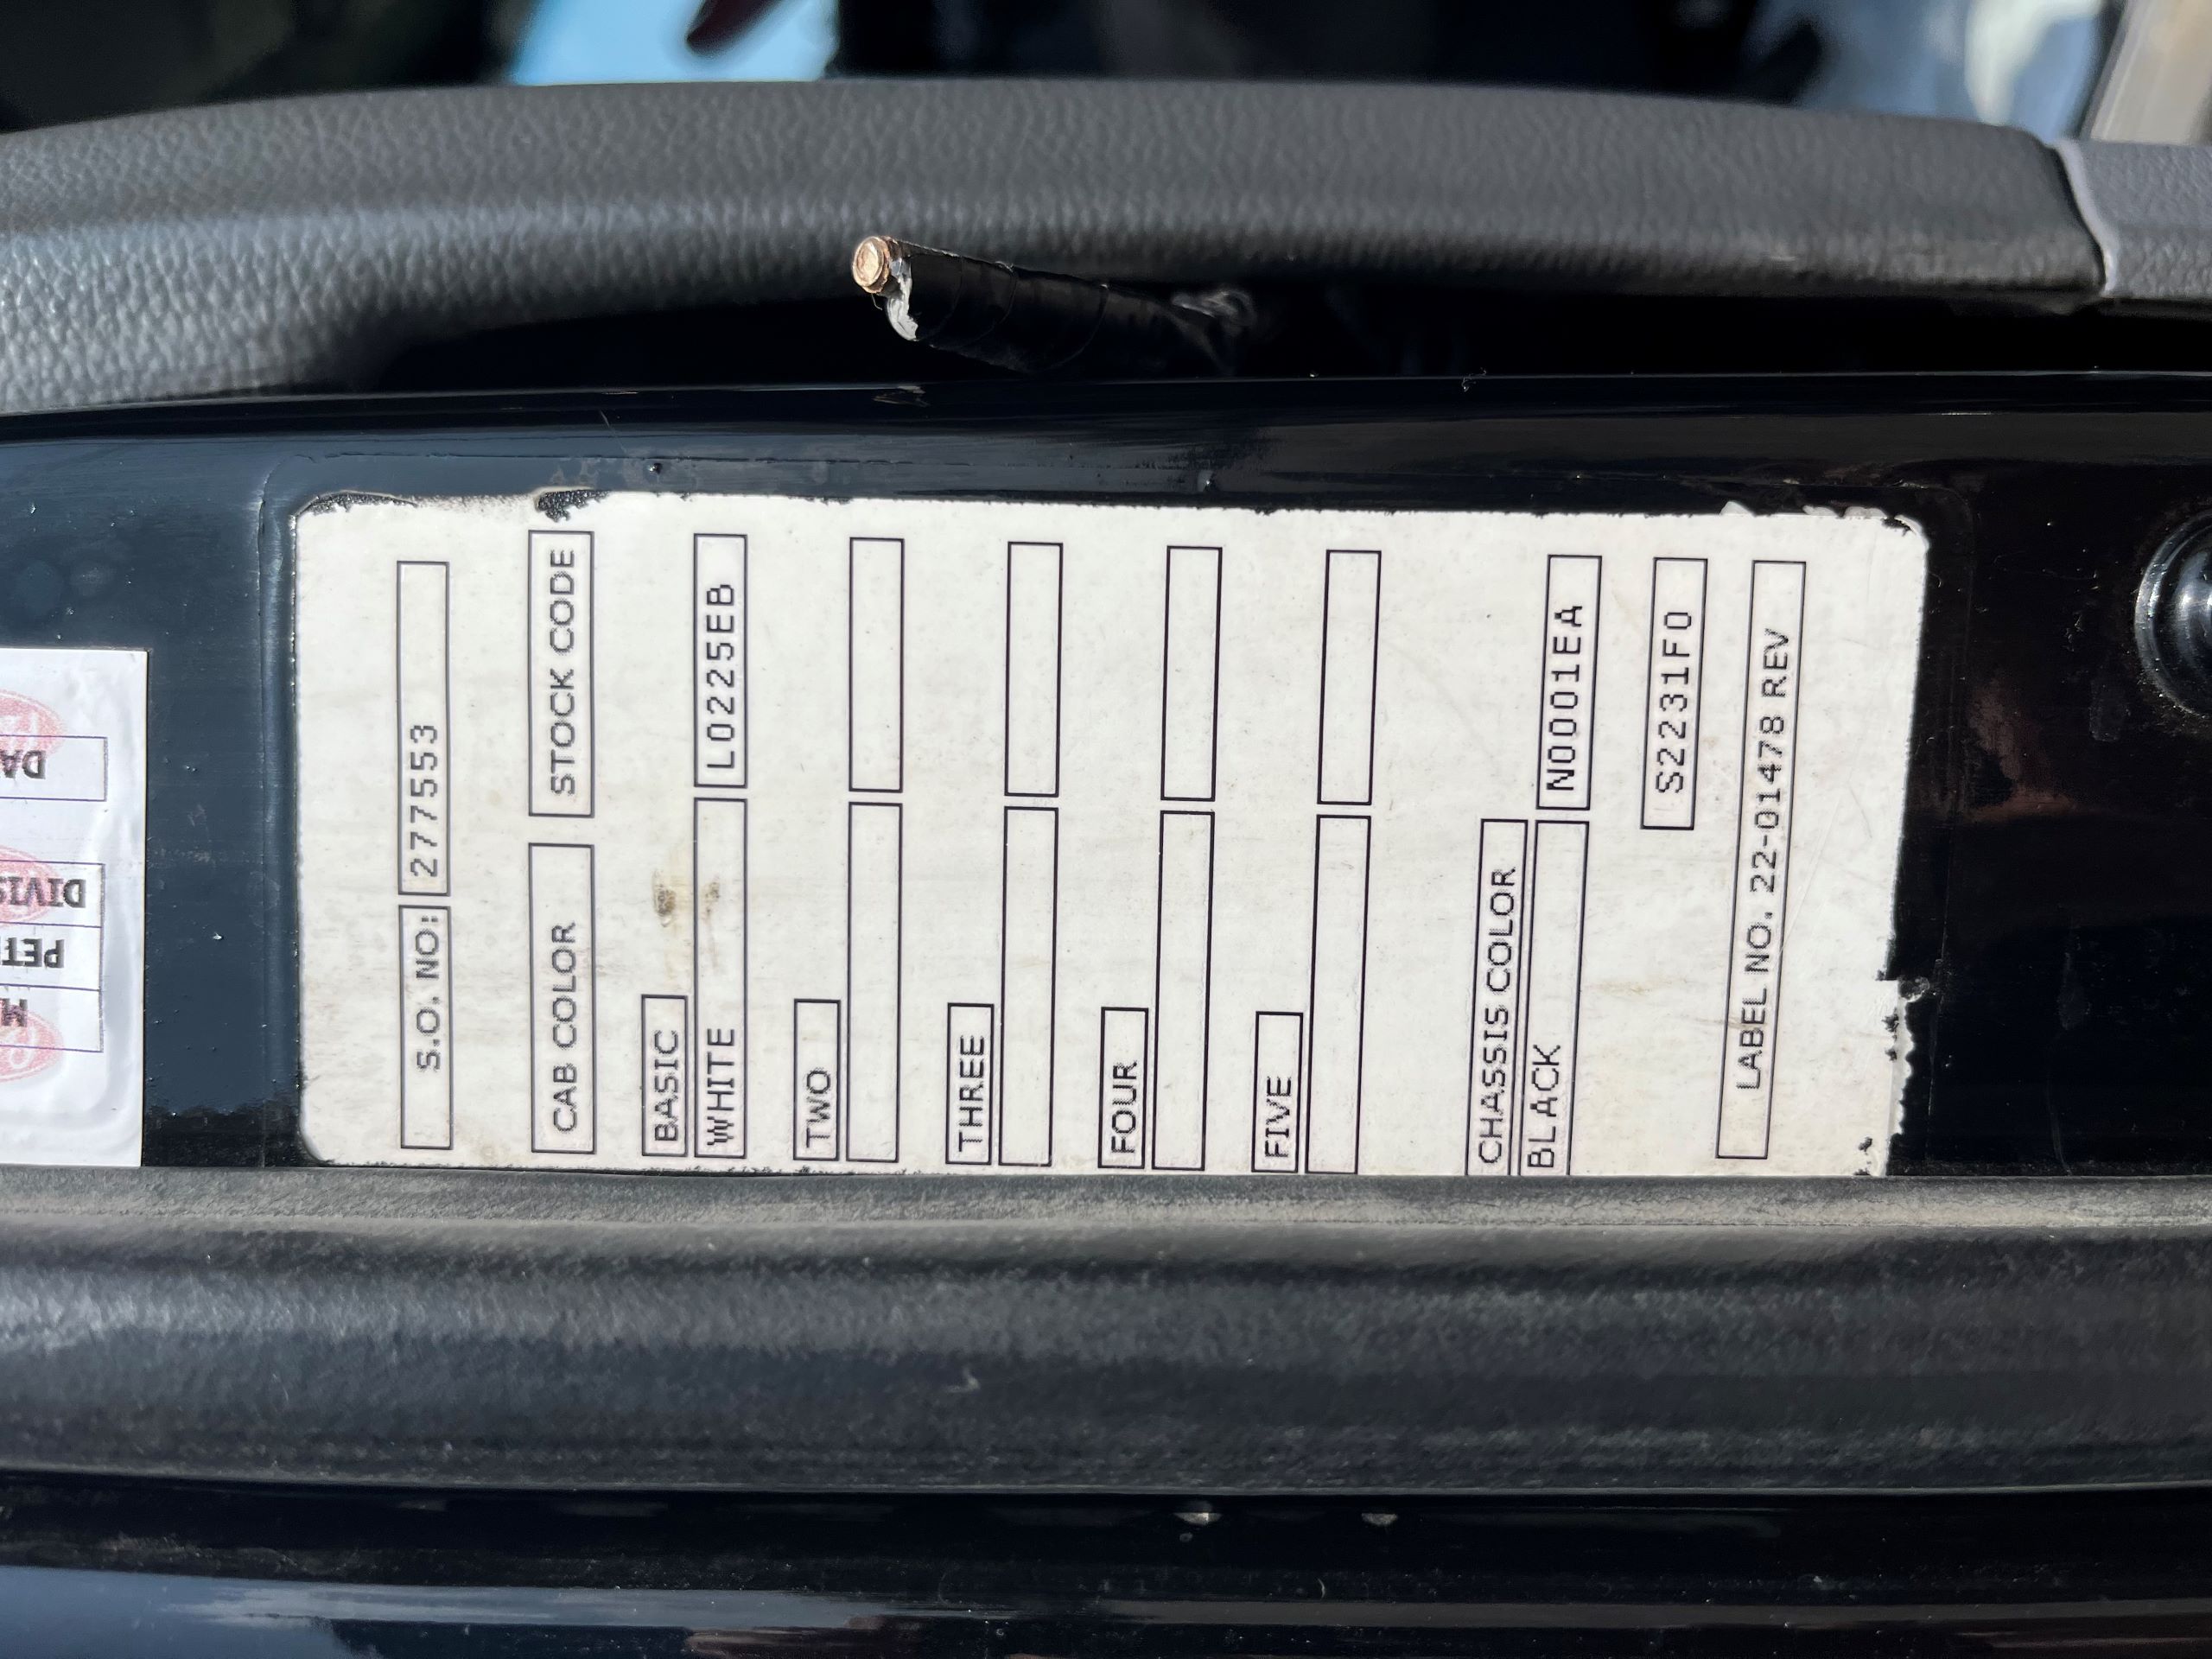 S.O. NO: 277553
CAB COLOR STOCK CODE
BASIC
WHITE L0225EB
TWO
THREE
FOUR
FIVE
CHASSIS COLOR
BLACK N0001EA
S2231F0
LABEL NO. 22-01478 REV